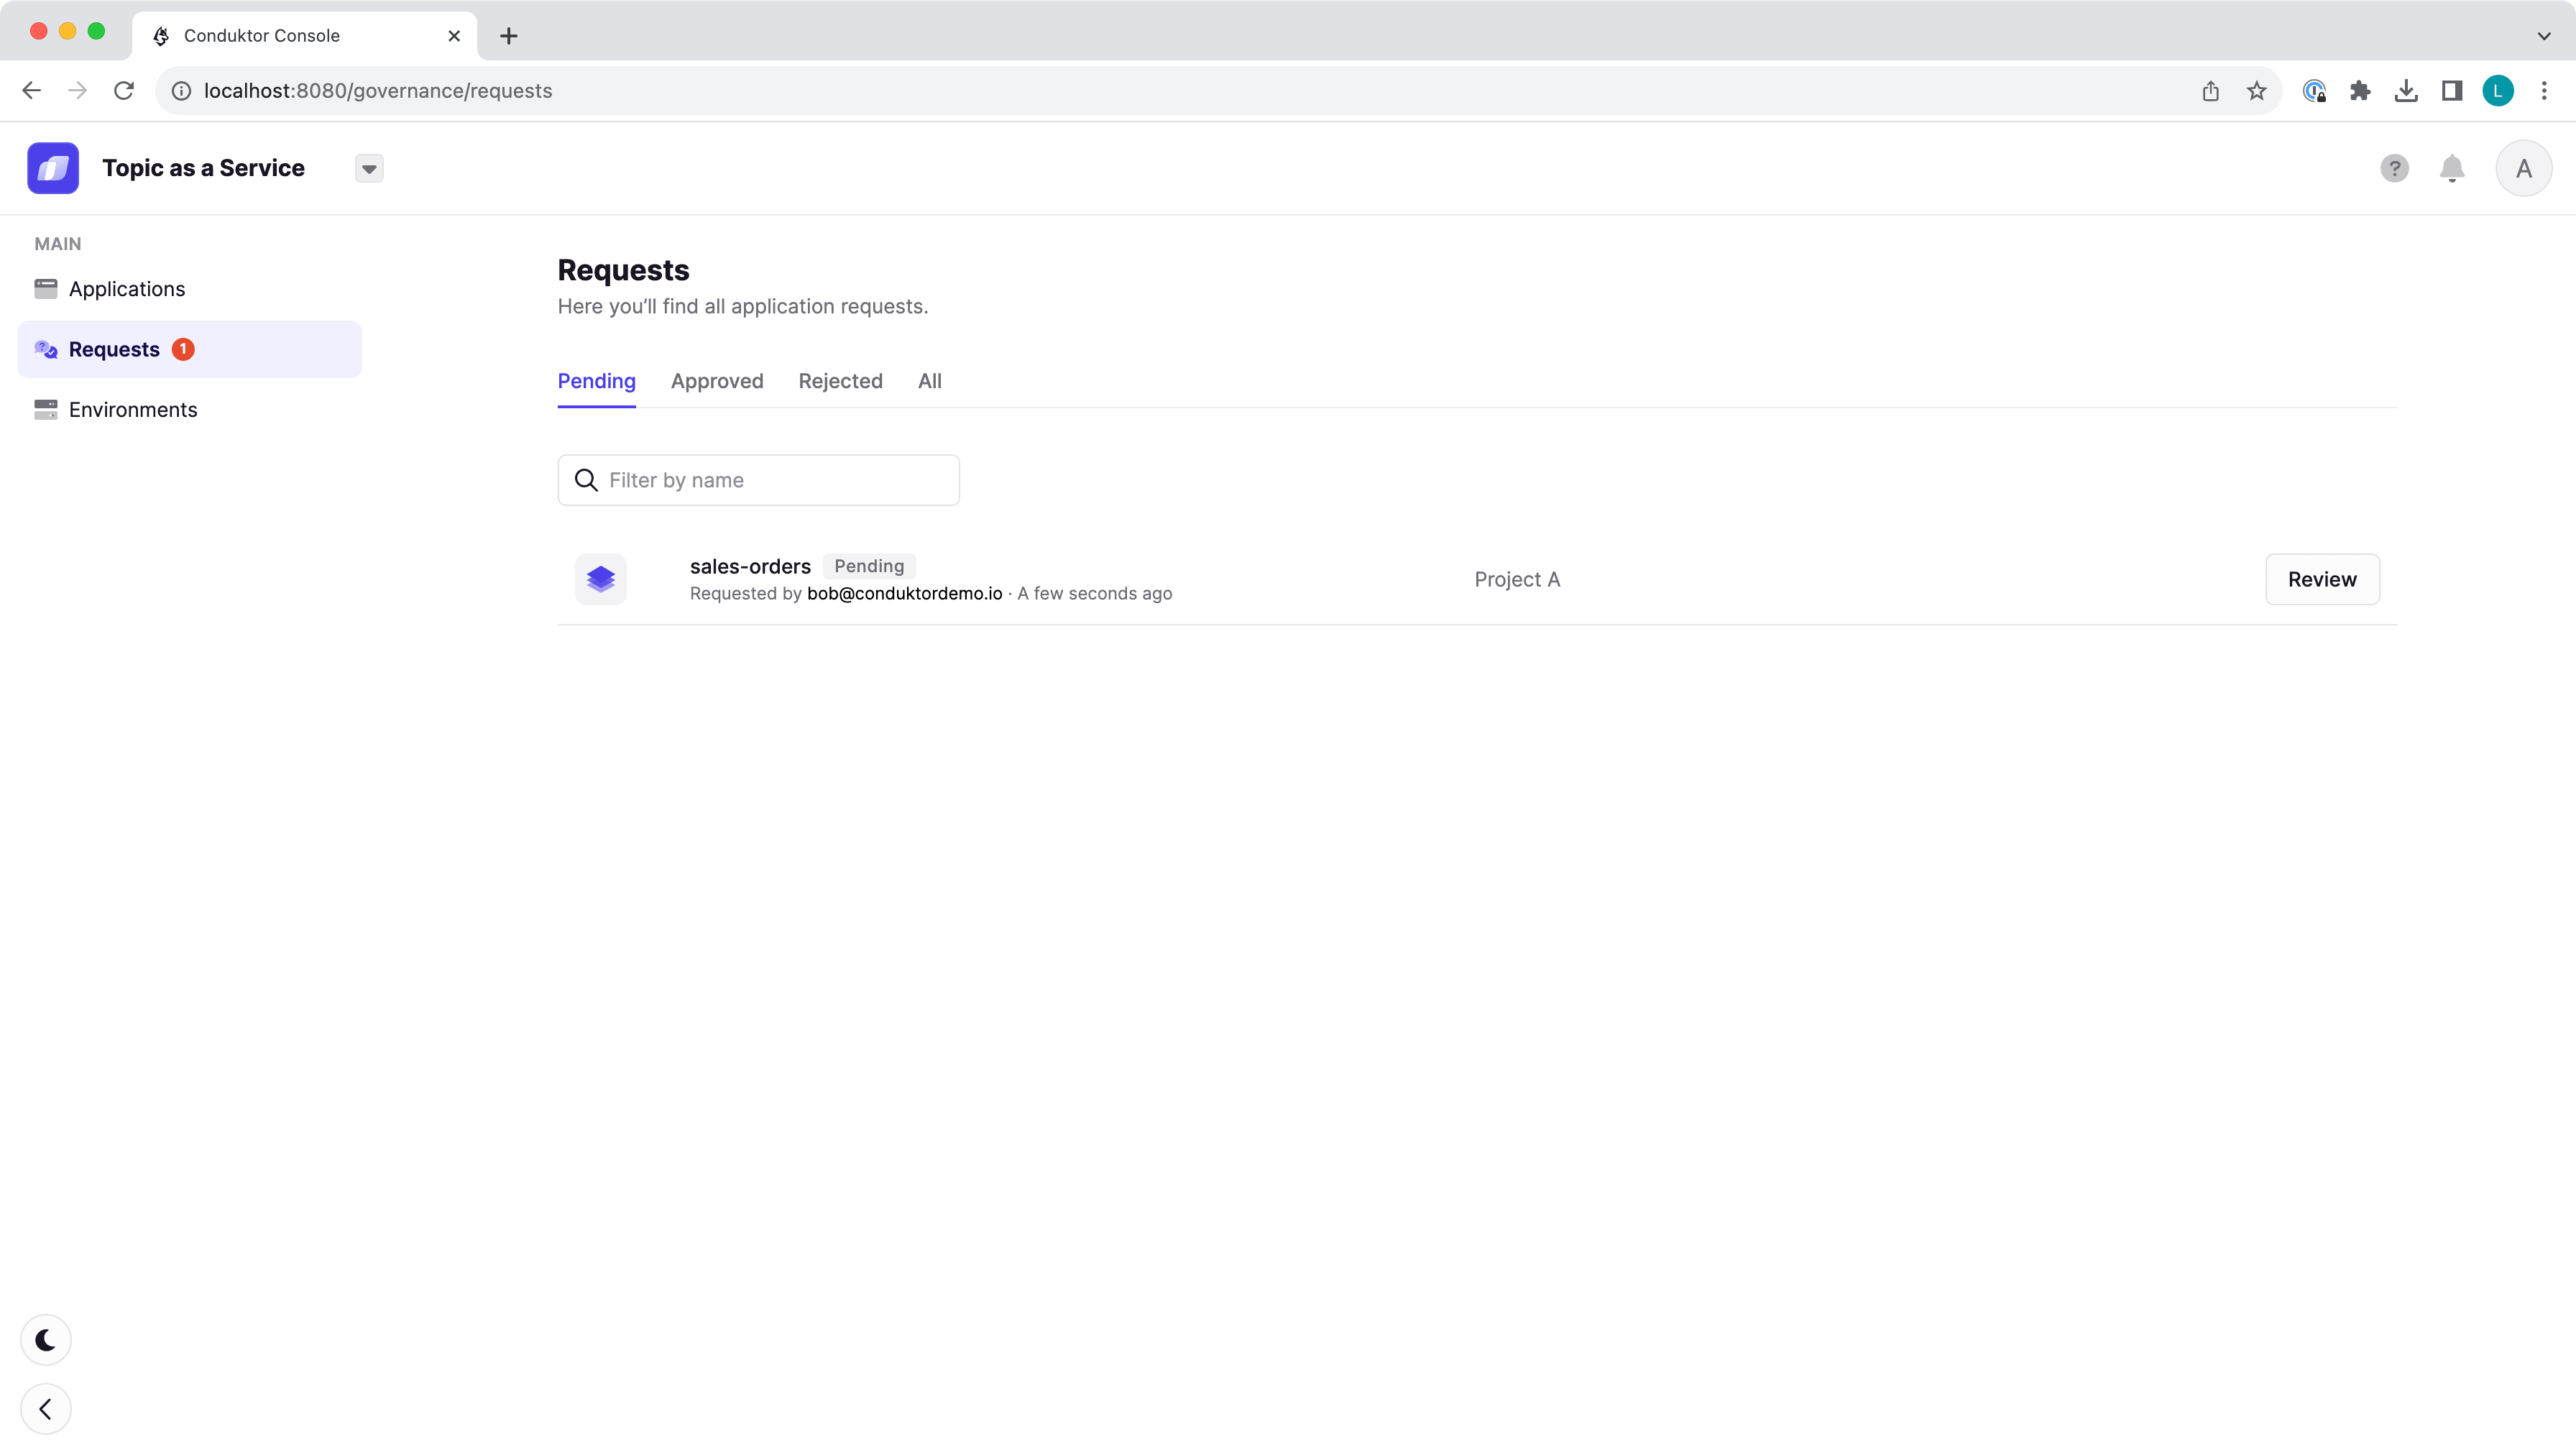 Conduktor Console
localhost:8080/governance/requests
L
Topic as a Service
?
A
MAIN
Applications
Requests 1
Environments
Requests
Here you’ll find all application requests.
Pending Approved Rejected All
Filter by name
sales-orders Pending
Requested by bob@conduktordemo.io · A few seconds ago
Project A
Review